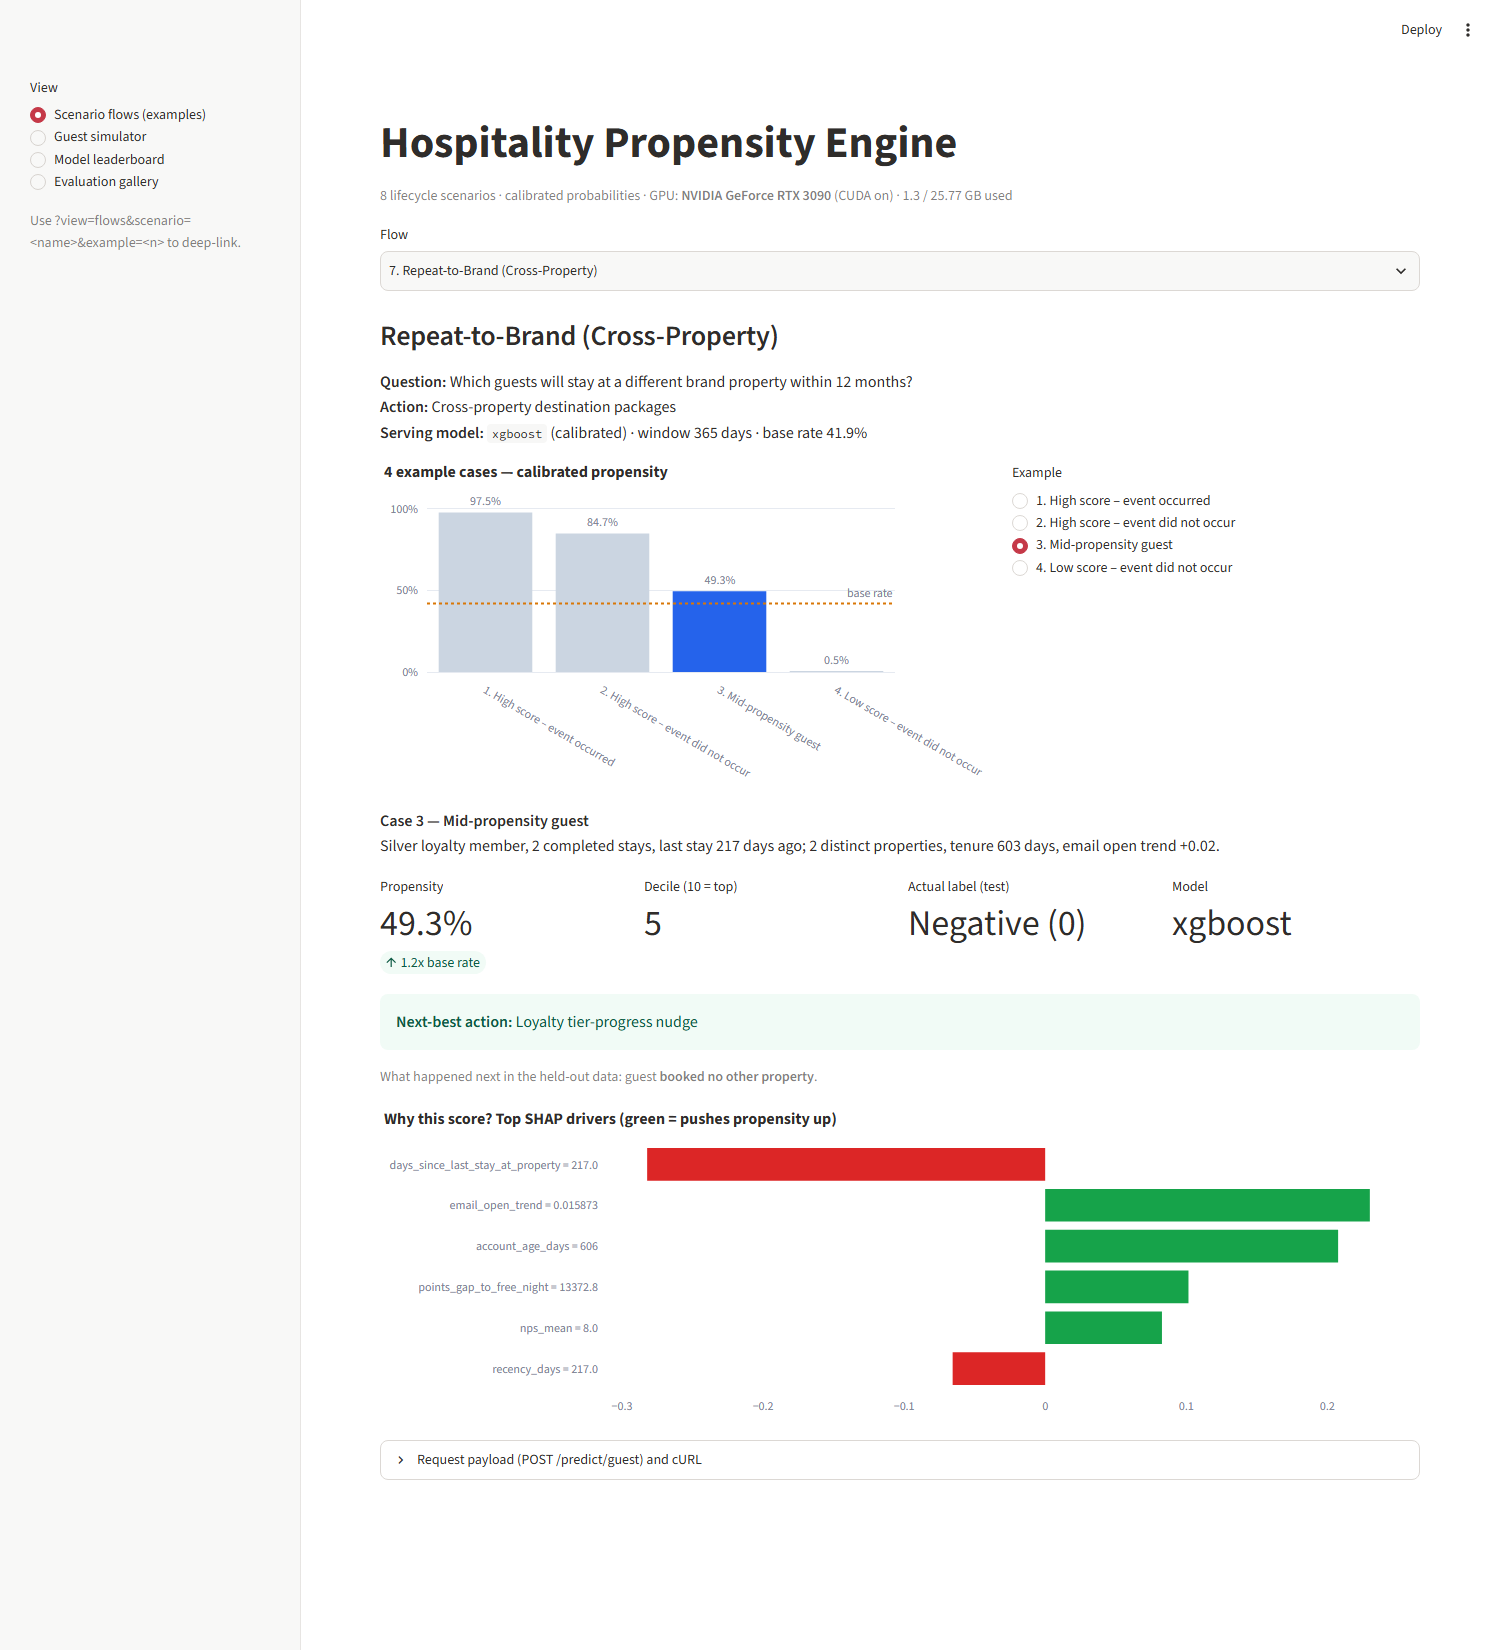 Deploy
View
Scenario flows (examples)
Guest simulator
Model leaderboard
Evaluation gallery
Use ?view=flows&scenario=
<name>&example=<n> to deep-link.
Hospitality Propensity Engine
8 lifecycle scenarios · calibrated probabilities · GPU: NVIDIA GeForce RTX 3090 (CUDA on) · 1.3 / 25.77 GB used
Flow
7. Repeat-to-Brand (Cross-Property)
Repeat-to-Brand (Cross-Property)
Question: Which guests will stay at a different brand property within 12 months?
Action: Cross-property destination packages
Serving model: xgboost (calibrated) · window 365 days · base rate 41.9%
4 example cases — calibrated propensity
97.5%
84.7%
49.3%
0.5%
100%
50%
0%
base rate
1. High score – event occurred
2. High score – event did not occur
3. Mid-propensity guest
4. Low score – event did not occur
Example
1. High score – event occurred
2. High score – event did not occur
3. Mid-propensity guest
4. Low score – event did not occur
Case 3 — Mid-propensity guest
Silver loyalty member, 2 completed stays, last stay 217 days ago; 2 distinct properties, tenure 603 days, email open trend +0.02.
Propensity
49.3%
↑ 1.2x base rate
Decile (10 = top)
5
Actual label (test)
Negative (0)
Model
xgboost
Next-best action: Loyalty tier-progress nudge
What happened next in the held-out data: guest booked no other property.
Why this score? Top SHAP drivers (green = pushes propensity up)
days_since_last_stay_at_property = 217.0
email_open_trend = 0.015873
account_age_days = 606
points_gap_to_free_night = 13372.8
nps_mean = 8.0
recency_days = 217.0
−0.3 −0.2 −0.1 0 0.1 0.2
Request payload (POST /predict/guest) and cURL